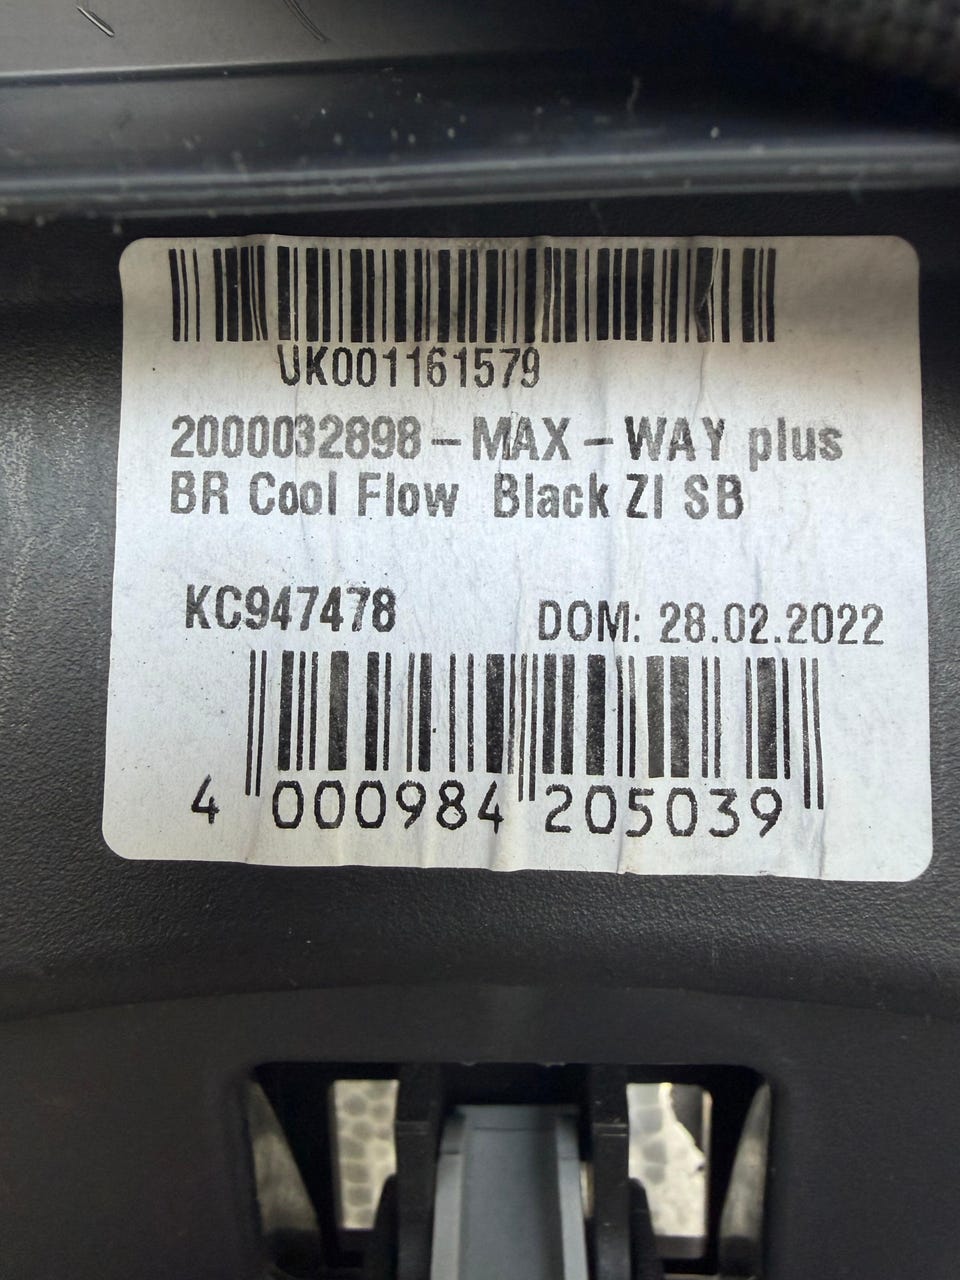 UK001161579
2000032898-MAX-WAY plus
BR Cool Flow Black ZI SB
KC947478 DOM: 28.02.2022
4 000984 205039